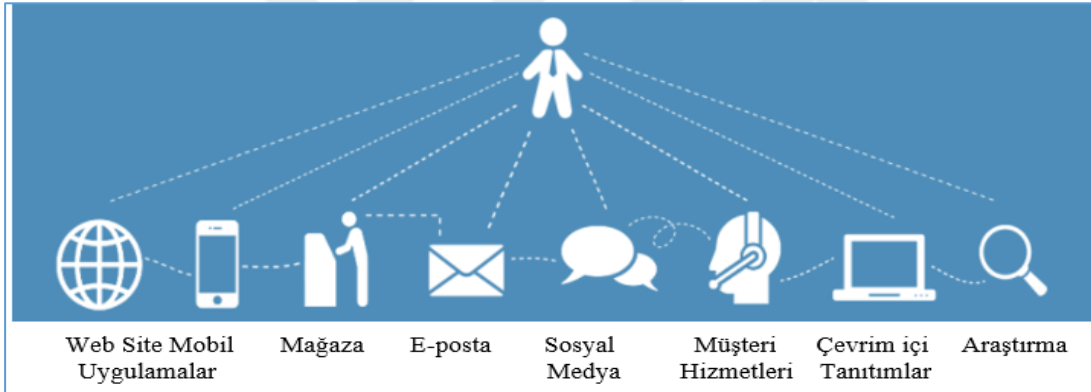 Web Site Mobil Mağaza E-posta Sosyal Müşteri Çevrim içi Araştırma
Uygulamalar Medya Hizmetleri Tanıtımlar